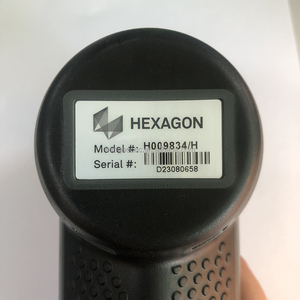 HEXAGON
Model #: H009834/H
Serial #:
D23080658